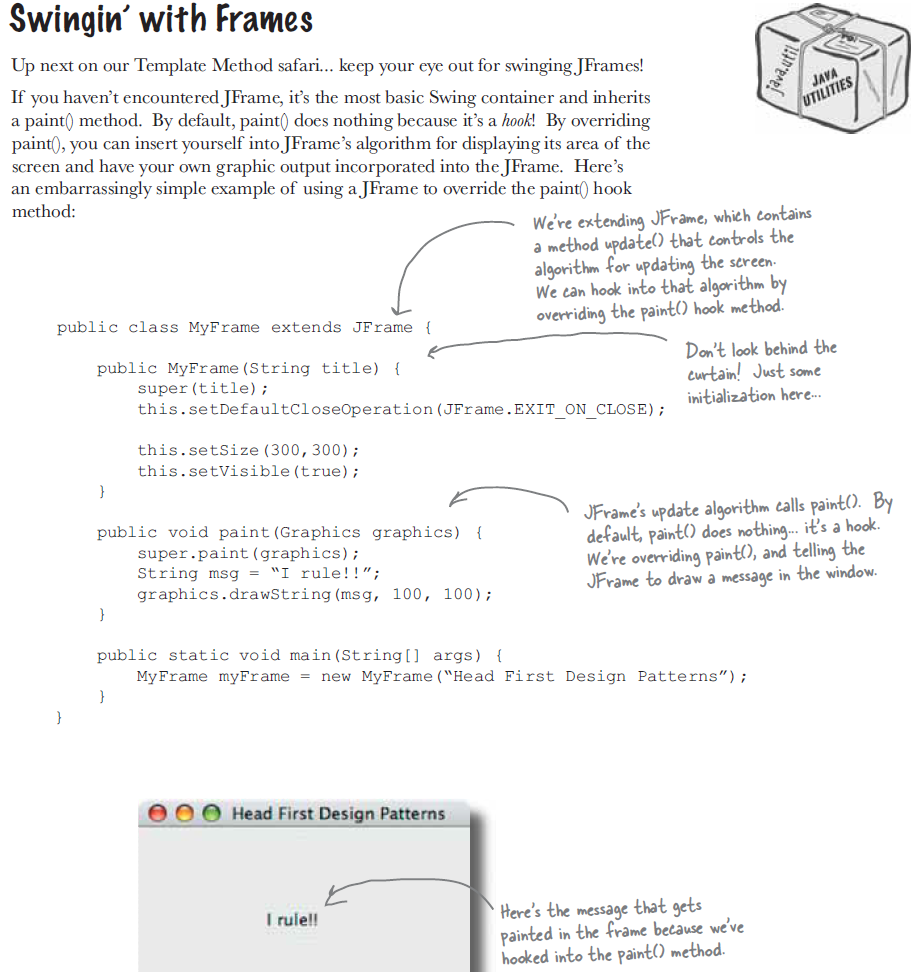 Swingin' with Frames
Up next on our Template Method safari... keep your eye out for swinging JFrames!
If you haven't encountered JFrame, it's the most basic Swing container and inherits
a paint() method.  By default, paint() does nothing because it's a hook!  By overriding
paint(), you can insert yourself into JFrame's algorithm for displaying its area of the
screen and have your own graphic output incorporated into the JFrame.  Here's
an embarrassingly simple example of using a JFrame to override the paint() hook
method:
java.util
JAVA
UTILITIES
We're extending JFrame, which contains
a method update() that controls the
algorithm for updating the screen.
We can hook into that algorithm by
overriding the paint() hook method.
public class MyFrame extends JFrame {
Don't look behind the
curtain!  Just some
initialization here...
public MyFrame(String title) {
super(title);
this.setDefaultCloseOperation(JFrame.EXIT_ON_CLOSE);
this.setSize(300,300);
this.setVisible(true);
}
JFrame's update algorithm calls paint().  By
default, paint() does nothing... it's a hook.
We're overriding paint(), and telling the
JFrame to draw a message in the window.
public void paint(Graphics graphics) {
super.paint(graphics);
String msg = “I rule!!”;
graphics.drawString(msg, 100, 100);
}
public static void main(String[] args) {
MyFrame myFrame = new MyFrame(“Head First Design Patterns”);
}
}
Head First Design Patterns
I rule!!
Here's the message that gets
painted in the frame because we've
hooked into the paint() method.